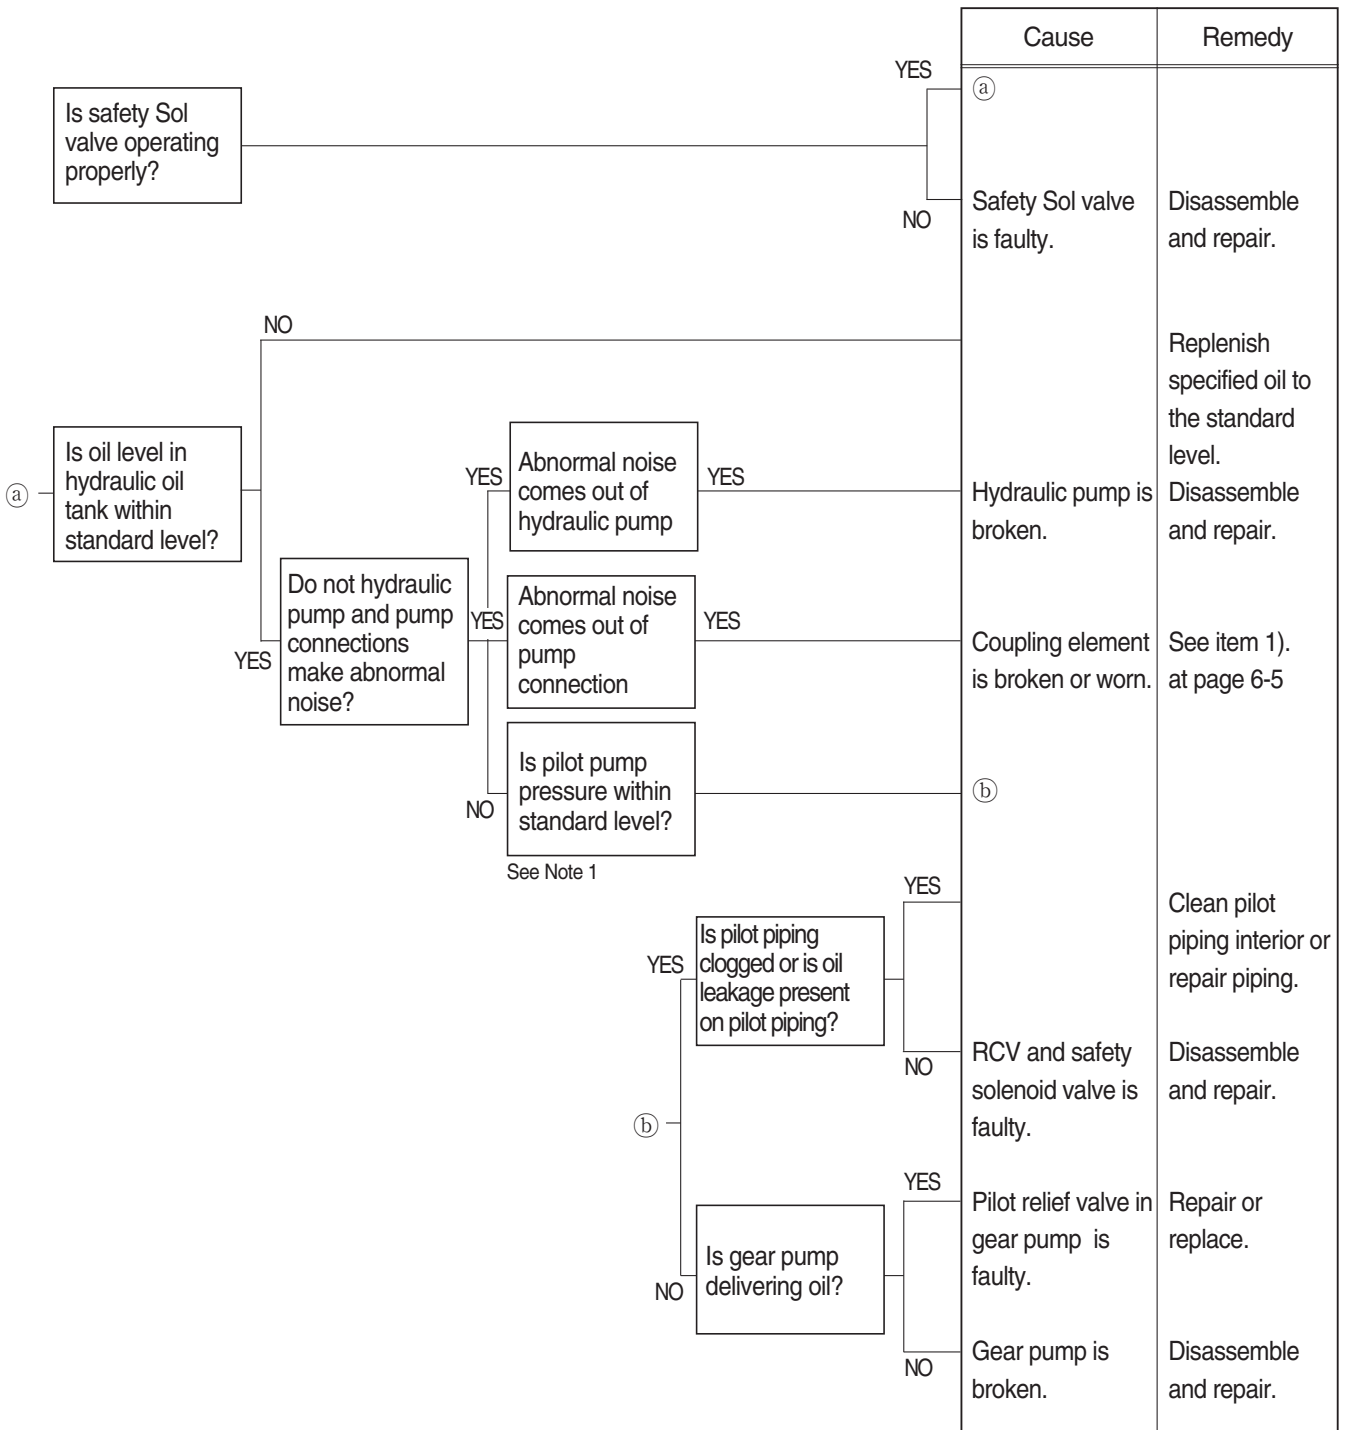 Cause
Remedy
YES
ⓐ
Is safety Sol
valve operating
properly?
NO
Safety Sol valve
is faulty.
Disassemble
and repair.
NO
Replenish
specified oil to
the standard
level.
ⓐ
Is oil level in
hydraulic oil
tank within
standard level?
YES
Do not hydraulic
pump and pump
connections
make abnormal
noise?
YES
Abnormal noise
comes out of
hydraulic pump
YES
Hydraulic pump is
broken.
Disassemble
and repair.
YES
Abnormal noise
comes out of
pump
connection
YES
Coupling element
is broken or worn.
See item 1).
at page 6-5
NO
Is pilot pump
pressure within
standard level?
See Note 1
ⓑ
ⓑ
YES
Is pilot piping
clogged or is oil
leakage present
on pilot piping?
YES
Clean pilot
piping interior or
repair piping.
NO
RCV and safety
solenoid valve is
faulty.
Disassemble
and repair.
NO
Is gear pump
delivering oil?
YES
Pilot relief valve in
gear pump is
faulty.
Repair or
replace.
NO
Gear pump is
broken.
Disassemble
and repair.